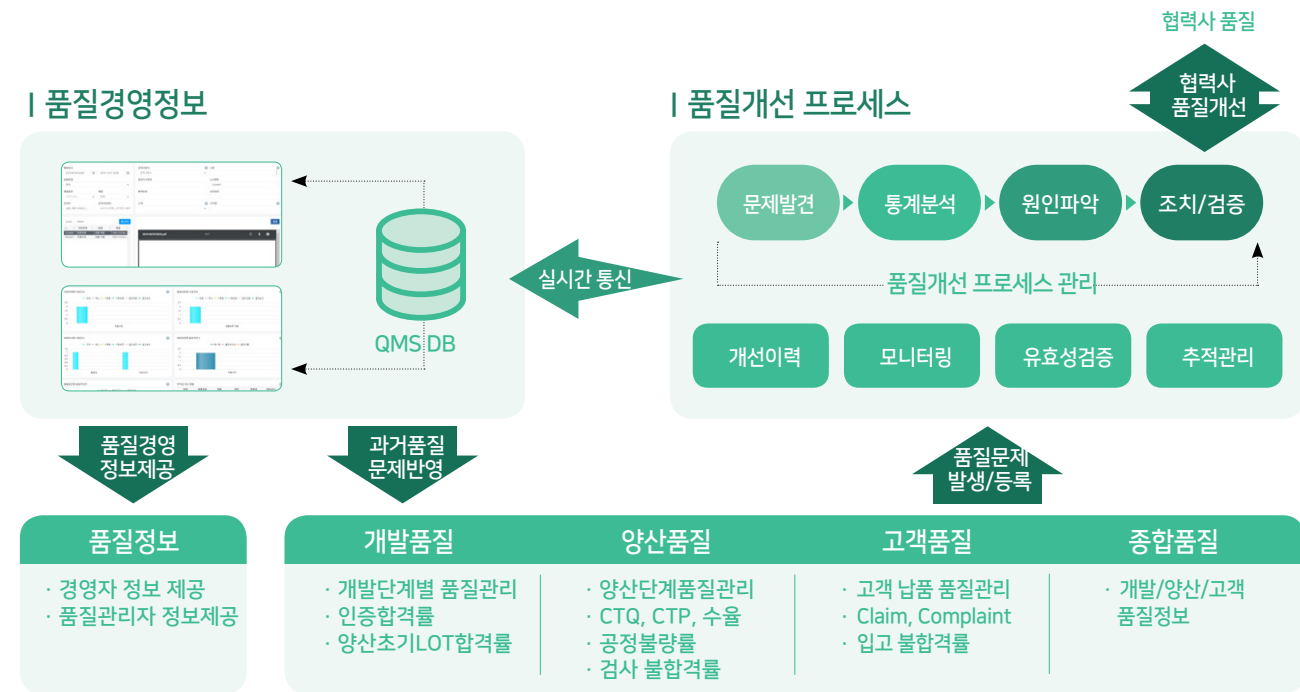 협력사 품질
협력사
품질개선
| 품질경영정보
| 품질개선 프로세스
QMS DB
실시간 통신
문제발견
통계분석
원인파악
조치/검증
품질개선 프로세스 관리
개선이력
모니터링
유효성검증
추적관리
품질경영
정보제공
과거품질
문제반영
품질문제
발생/등록
품질정보
· 경영자 정보 제공
· 품질관리자 정보제공
개발품질
· 개발단계별 품질관리
· 인증합격률
· 양산초기LOT합격률
양산품질
· 양산단계품질관리
· CTQ, CTP, 수율
· 공정불량률
· 검사 불합격률
고객품질
· 고객 납품 품질관리
· Claim, Complaint
· 입고 불합격률
종합품질
· 개발/양산/고객
품질정보